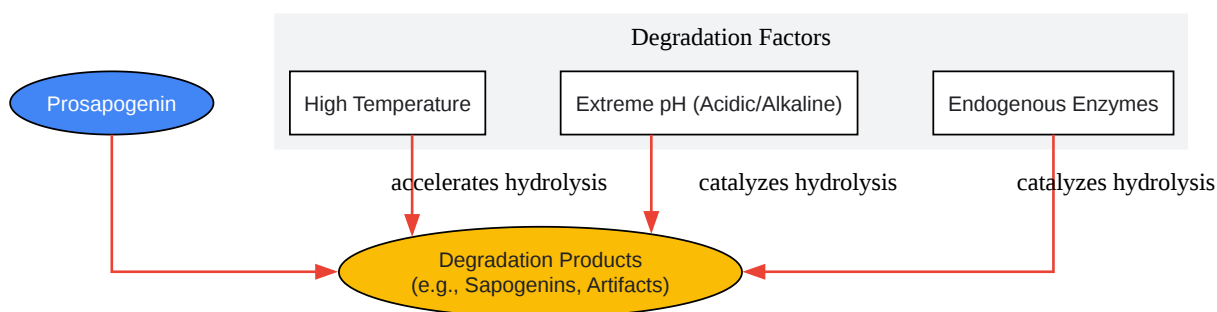 Degradation Factors
Prosapogenin
High Temperature
Extreme pH (Acidic/Alkaline)
Endogenous Enzymes
accelerates hydrolysis
catalyzes hydrolysis
catalyzes hydrolysis
Degradation Products
(e.g., Sapogenins, Artifacts)